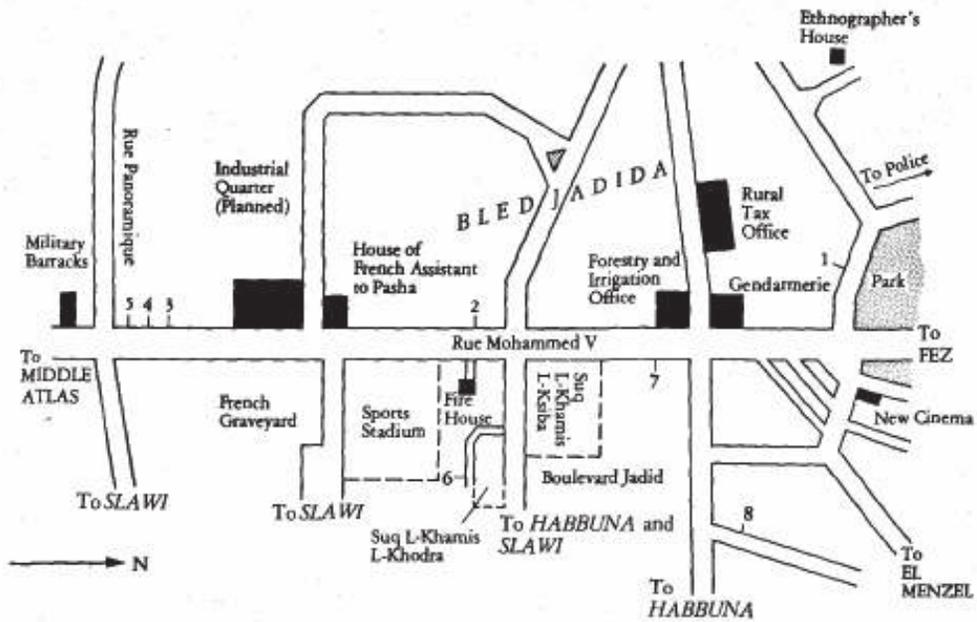 Ethnographer's
House
Rue Panoramique
To Police
Industrial
Quarter
(Planned)
BLED JADIDA
Rural
Tax
Office
Military
Barracks
House of
French Assistant
to Pasha
Forestry and
Irrigation
Office
Gendarmerie
1
Park
5 4 3
2
Rue Mohammed V
To
FEZ
To
MIDDLE
ATLAS
7
French
Graveyard
Sports
Stadium
Fire
House
Suq
L-Khamis
L-Ksiba
New Cinema
6
Boulevard Jadid
To SLAWI
To SLAWI
Suq L-Khamis
L-Khodra
To HABBUNA and
SLAWI
8
To
EL
MENZEL
N
To
HABBUNA